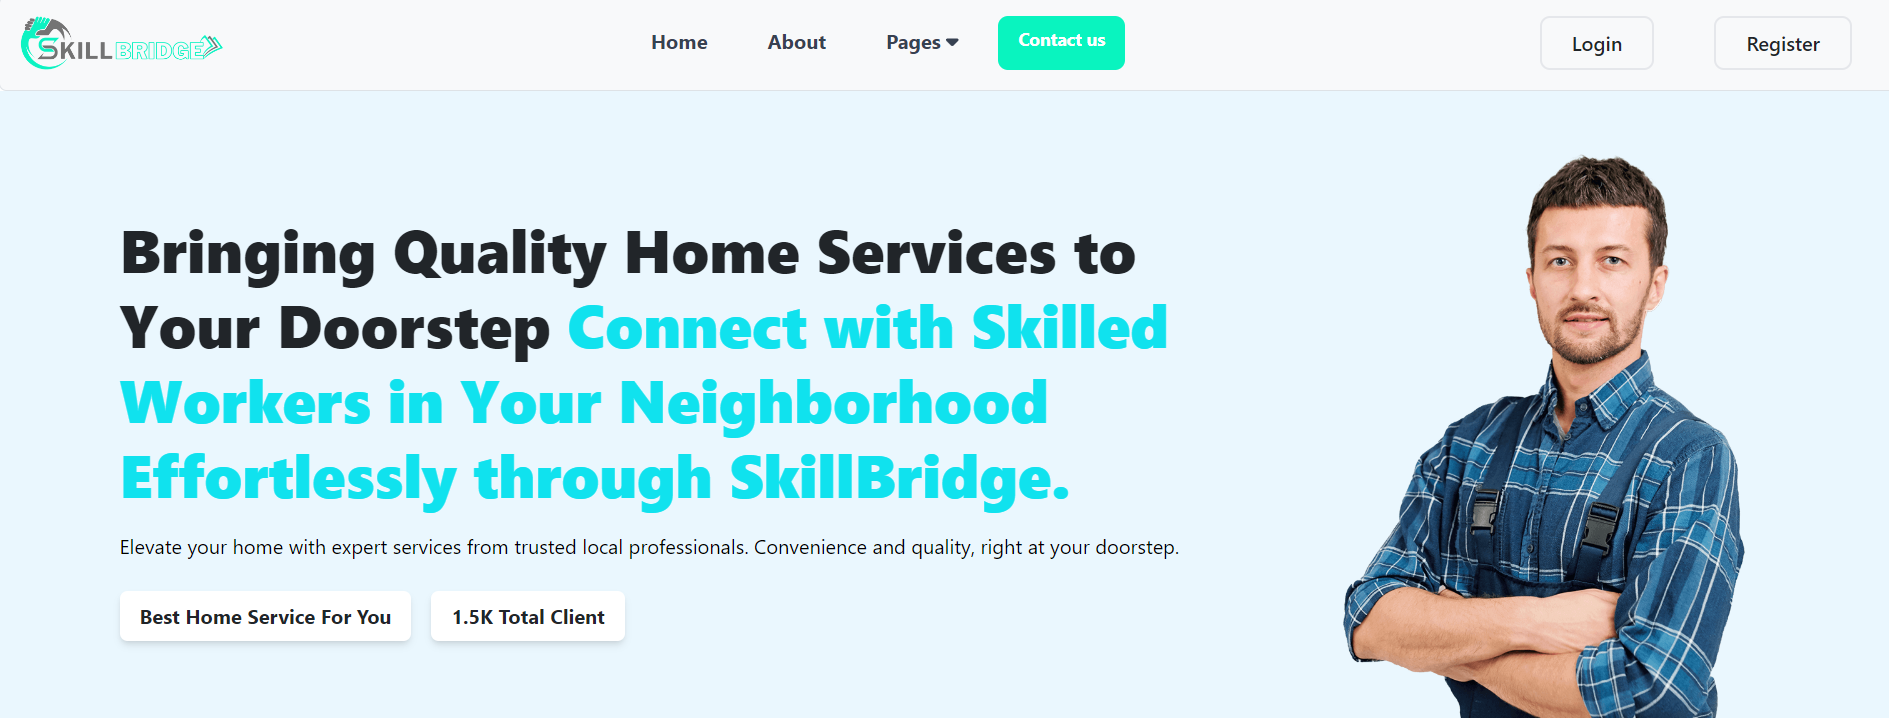 SKILL BRIDGE
Home
About
Pages
Contact us
Login
Register
Bringing Quality Home Services to
Your Doorstep Connect with Skilled
Workers in Your Neighborhood
Effortlessly through SkillBridge.
Elevate your home with expert services from trusted local professionals. Convenience and quality, right at your doorstep.
Best Home Service For You
1.5K Total Client